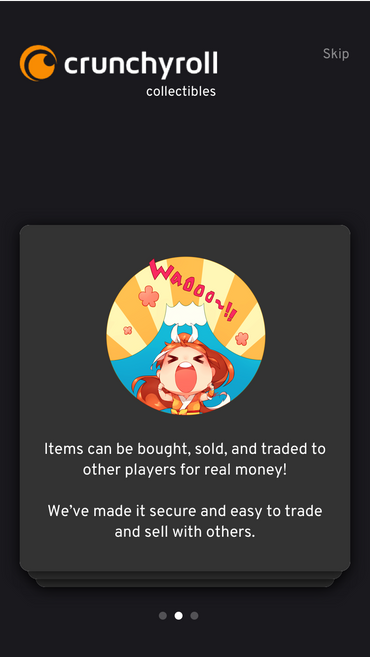 crunchyroll
Skip
collectibles
Waooo~!!
Items can be bought, sold, and traded to
other players for real money!
We've made it secure and easy to trade
and sell with others.